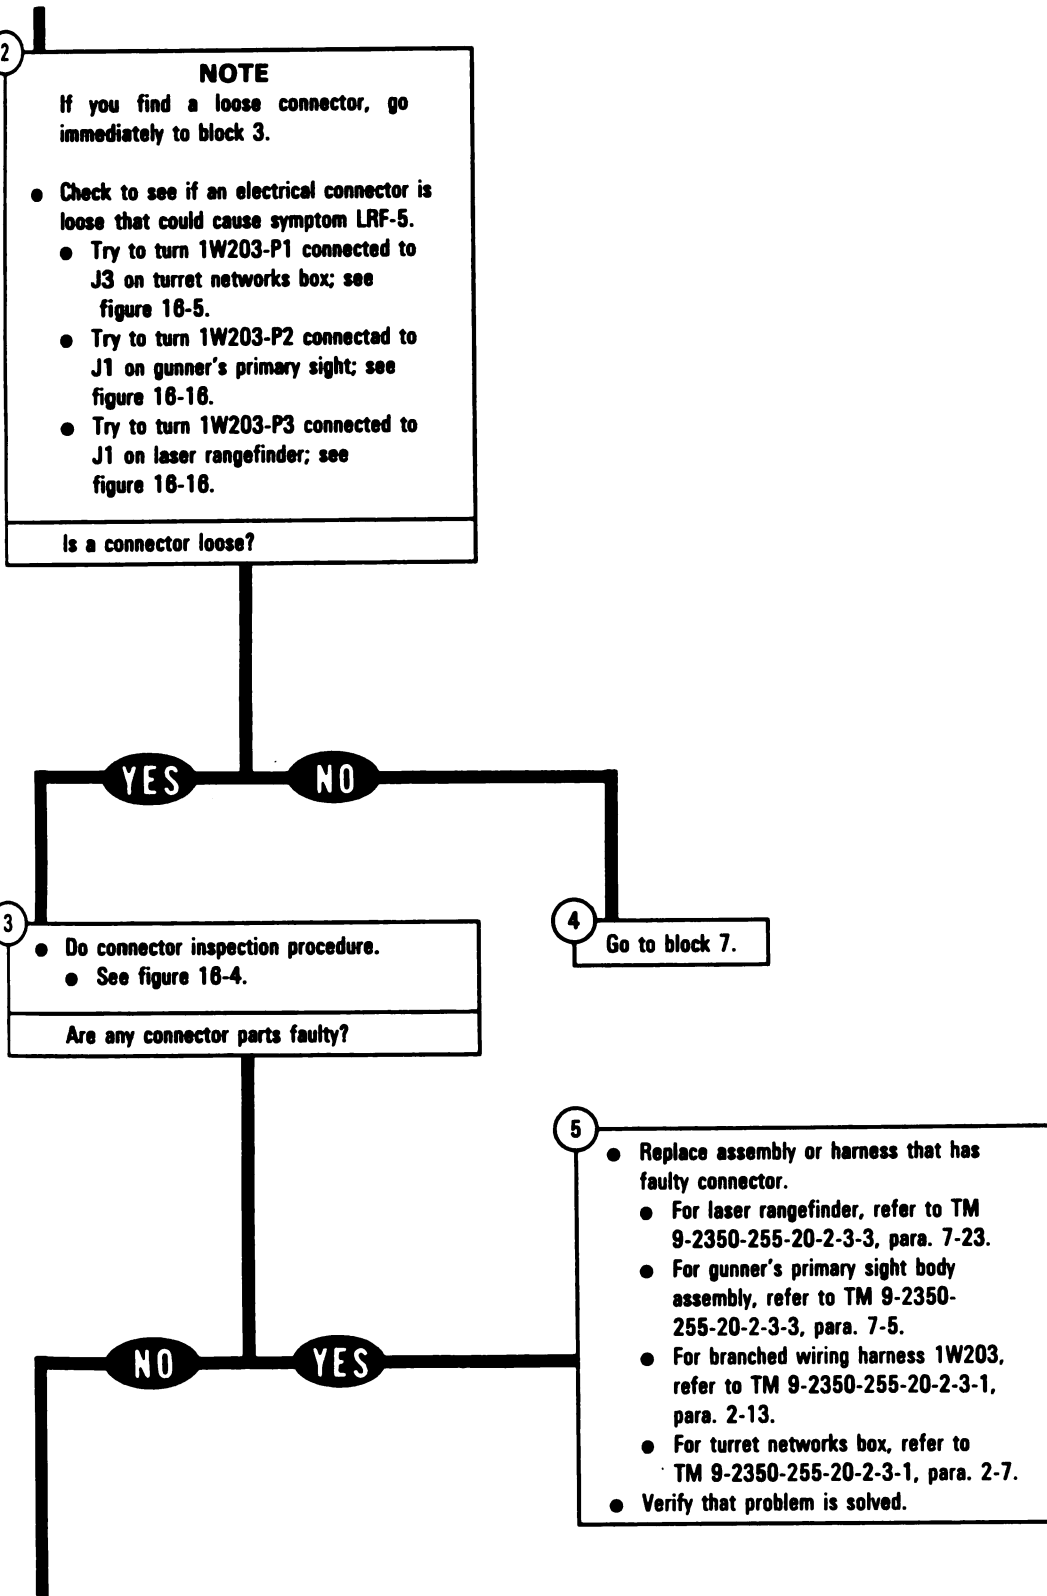 2
NOTE
If you find a loose connector, go
immediately to block 3.
● Check to see if an electrical connector is
loose that could cause symptom LRF-5.
● Try to turn 1W203-P1 connected to
J3 on turret networks box; see
figure 16-5.
● Try to turn 1W203-P2 connectad to
J1 on gunner's primary sight; see
figure 16-16.
● Try to turn 1W203-P3 connected to
J1 on laser rangefinder; see
figure 16-16.
Is a connector loose?
YES
NO
3
● Do connector inspection procedure.
● See figure 16-4.
Are any connector parts faulty?
4
Go to block 7.
NO
YES
5
● Replace assembly or harness that has
faulty connector.
● For laser rangefinder, refer to TM
9-2350-255-20-2-3-3, para. 7-23.
● For gunner's primary sight body
assembly, refer to TM 9-2350-
255-20-2-3-3, para. 7-5.
● For branched wiring harness 1W203,
refer to TM 9-2350-255-20-2-3-1,
para. 2-13.
● For turret networks box, refer to
TM 9-2350-255-20-2-3-1, para. 2-7.
● Verify that problem is solved.